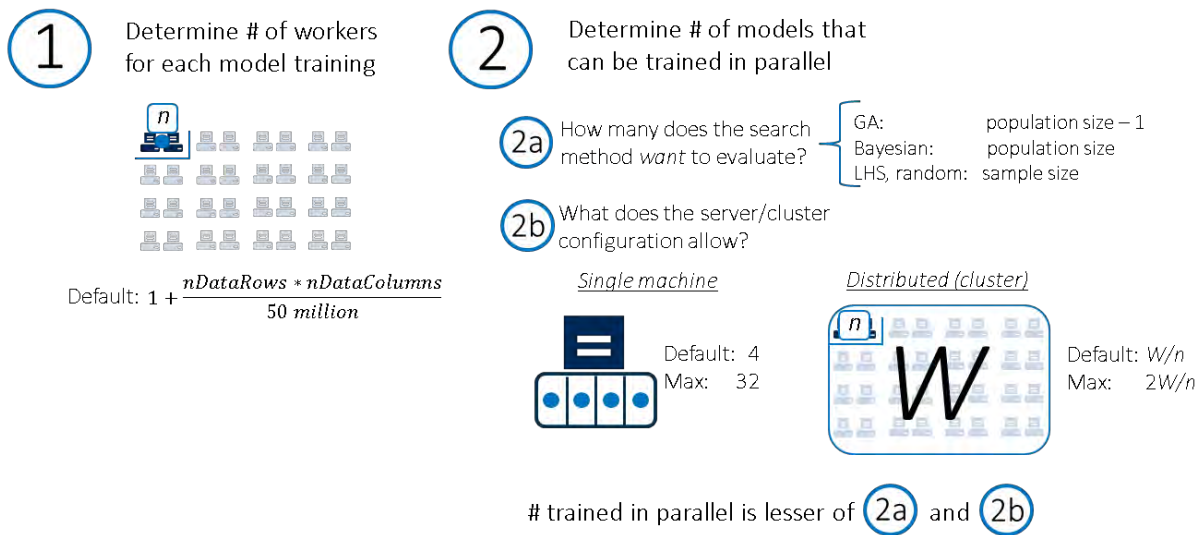 1
Determine # of workers
for each model training
n
Default: 1 + nDataRows * nDataColumns / 50 million
2
Determine # of models that
can be trained in parallel
2a
How many does the search
method want to evaluate?
GA: population size – 1
Bayesian: population size
LHS, random: sample size
2b
What does the server/cluster
configuration allow?
Single machine
Default: 4
Max: 32
Distributed (cluster)
n
W
Default: W/n
Max: 2W/n
# trained in parallel is lesser of 2a and 2b